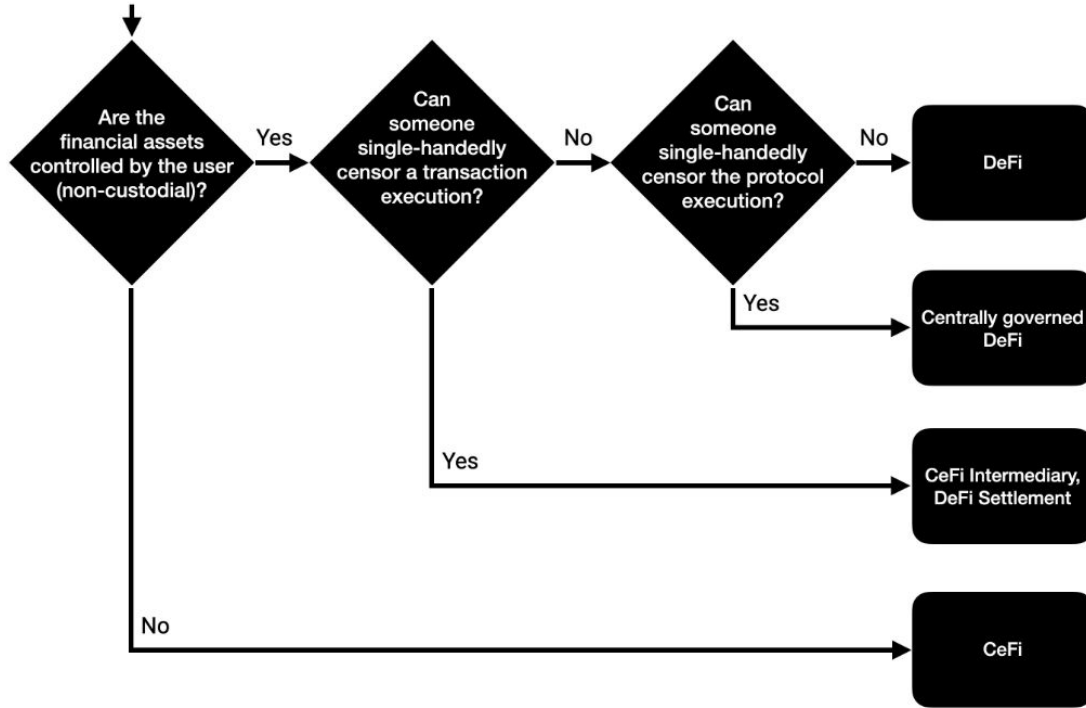 Are the
financial assets
controlled by the user
(non-custodial)?
Yes
Can
someone
single-handedly
censor a transaction
execution?
No
Can
someone
single-handedly
censor the protocol
execution?
No
DeFi
Yes
Centrally governed
DeFi
Yes
CeFi Intermediary,
DeFi Settlement
No
CeFi